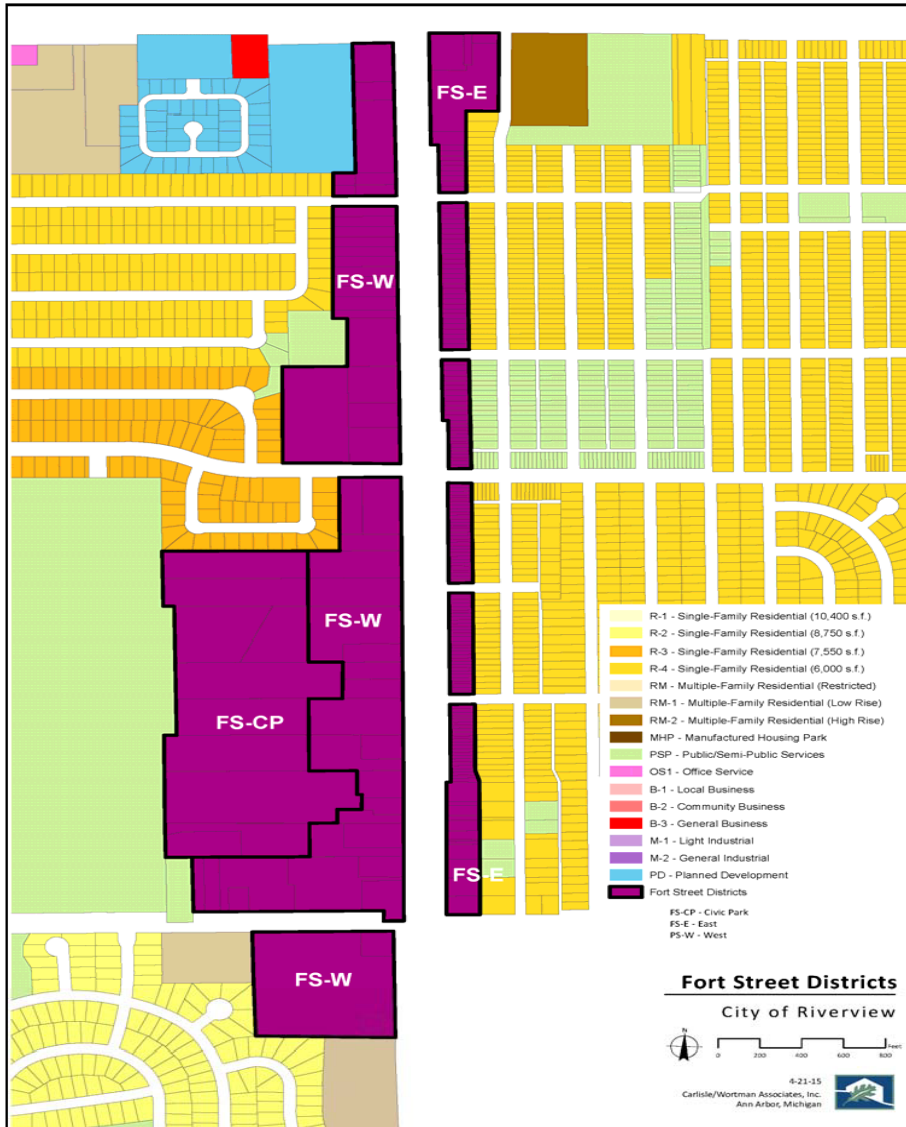 FS-E
FS-W
FS-W
FS-CP
FS-E
FS-W
R-1 - Single-Family Residential (10,400 s.f.)
R-2 - Single-Family Residential (8,750 s.f.)
R-3 - Single-Family Residential (7,550 s.f.)
R-4 - Single-Family Residential (6,000 s.f.)
RM - Multiple-Family Residential (Restricted)
RM-1 - Multiple-Family Residential (Low Rise)
RM-2 - Multiple-Family Residential (High Rise)
MHP - Manufactured Housing Park
PSP - Public/Semi-Public Services
OS1 - Office Service
B-1 - Local Business
B-2 - Community Business
B-3 - General Business
M-1 - Light Industrial
M-2 - General Industrial
PD - Planned Development
Fort Street Districts
FS-CP - Civic Park
FS-E - East
PS-W - West
Fort Street Districts
City of Riverview
N
0 200 400 600 800 Feet
4-21-15
Carlisle/Wortman Associates, Inc.
Ann Arbor, Michigan